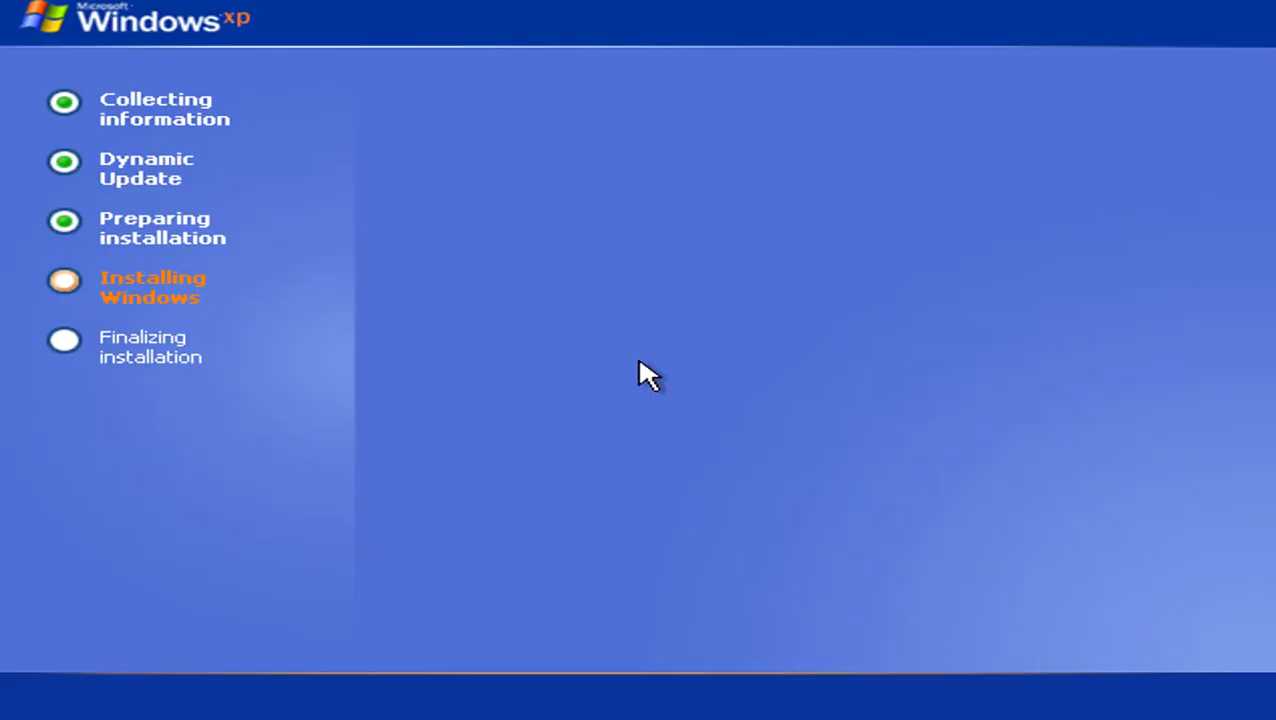 Microsoft
Windows xp
Collecting
information
Dynamic
Update
Preparing
installation
Installing
Windows
Finalizing
installation